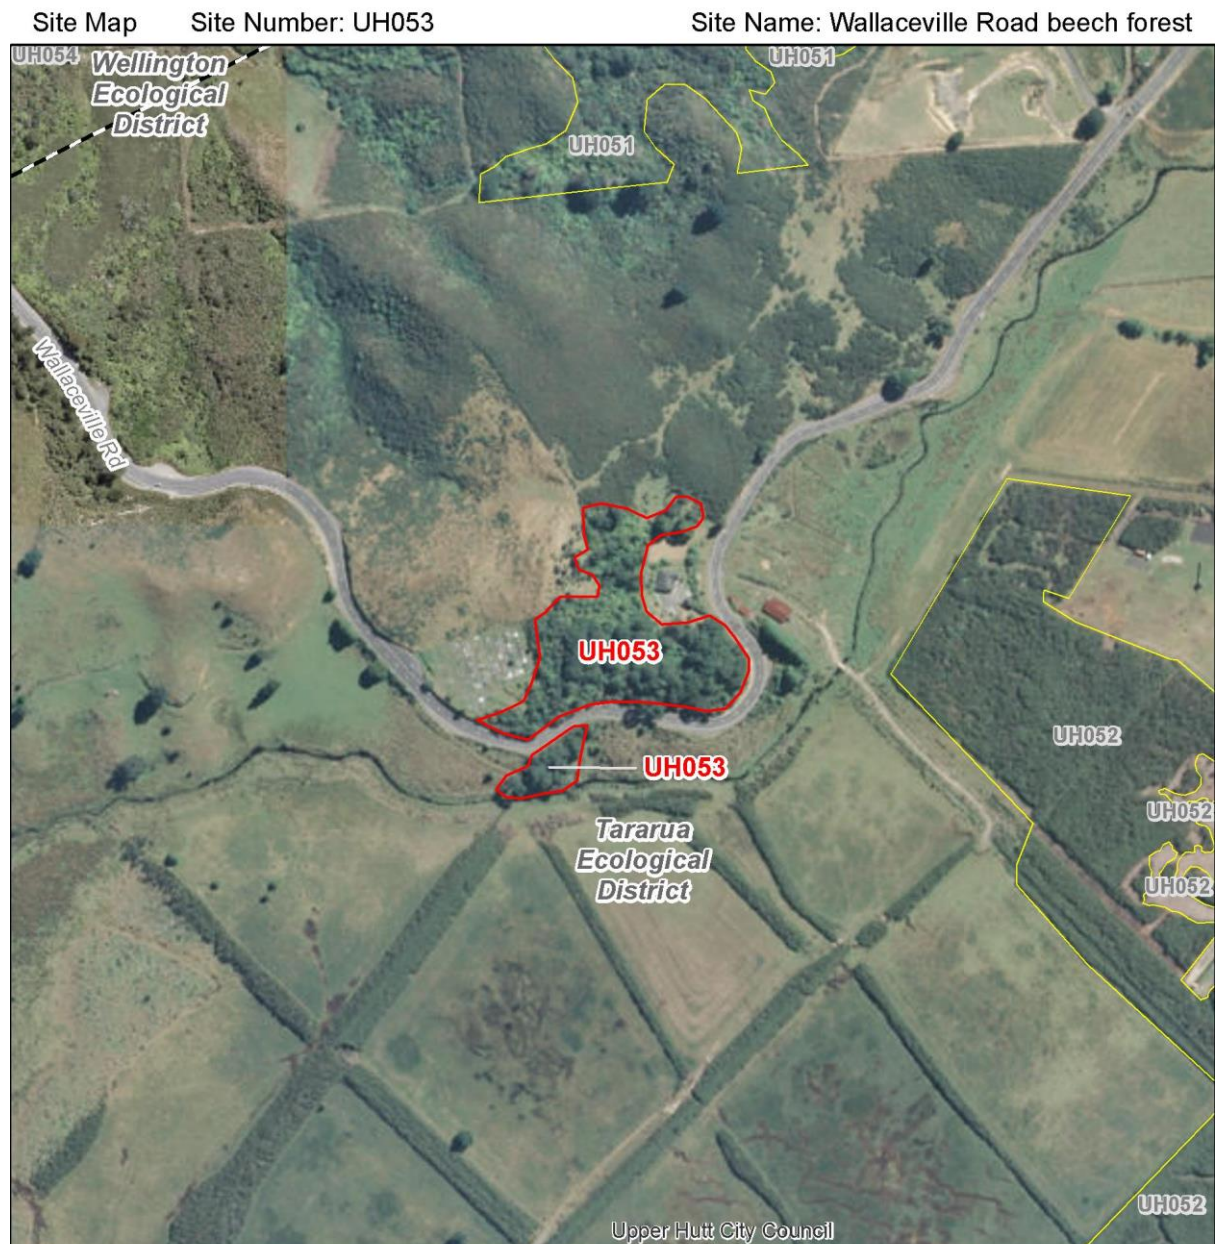 Site Map Site Number: UH053 Site Name: Wallaceville Road beech forest
UH054
Wellington
Ecological
District
UH051
UH051
Wallaceville Rd
UH053
UH052
UH053
Tararua
Ecological
District
UH052
UH052
UH052
Upper Hutt City Council